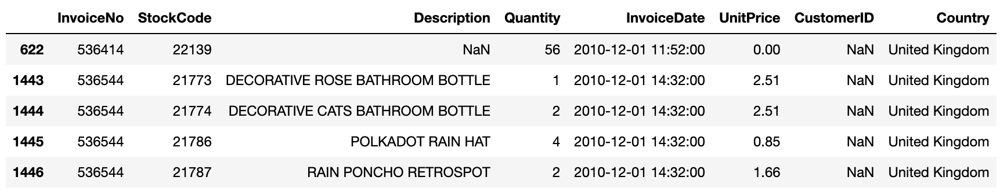 InvoiceNo StockCode Description Quantity InvoiceDate UnitPrice CustomerID Country
622 536414 22139 NaN 56 2010-12-01 11:52:00 0.00 NaN United Kingdom
1443 536544 21773 DECORATIVE ROSE BATHROOM BOTTLE 1 2010-12-01 14:32:00 2.51 NaN United Kingdom
1444 536544 21774 DECORATIVE CATS BATHROOM BOTTLE 2 2010-12-01 14:32:00 2.51 NaN United Kingdom
1445 536544 21786 POLKADOT RAIN HAT 4 2010-12-01 14:32:00 0.85 NaN United Kingdom
1446 536544 21787 RAIN PONCHO RETROSPOT 2 2010-12-01 14:32:00 1.66 NaN United Kingdom